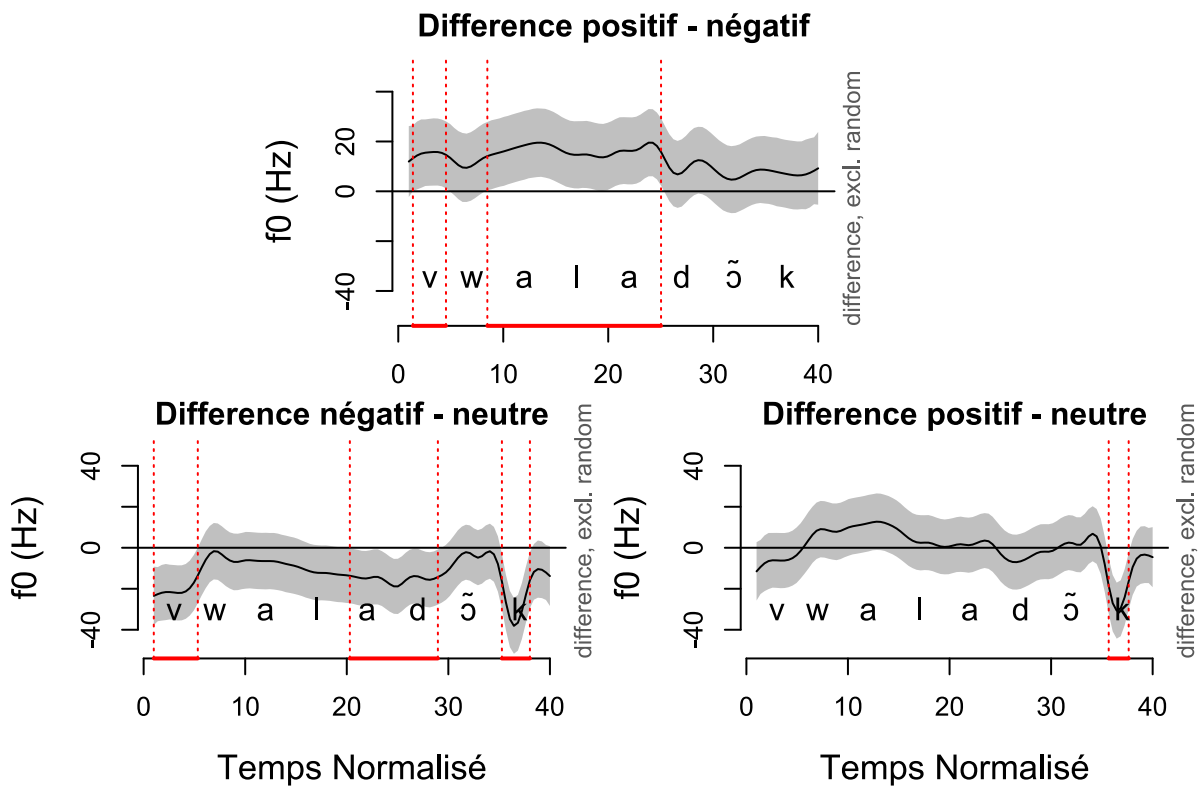 Difference positif - négatif
f0 (Hz)
20
0
-40
v w a l a d ɔ̃ k
difference, excl. random
0 10 20 30 40
Difference négatif - neutre
f0 (Hz)
40
0
-40
v w a l a d ɔ̃ k
difference, excl. random
0 10 20 30 40
Temps Normalisé
Difference positif - neutre
f0 (Hz)
40
0
-40
v w a l a d ɔ̃ k
difference, excl. random
0 10 20 30 40
Temps Normalisé